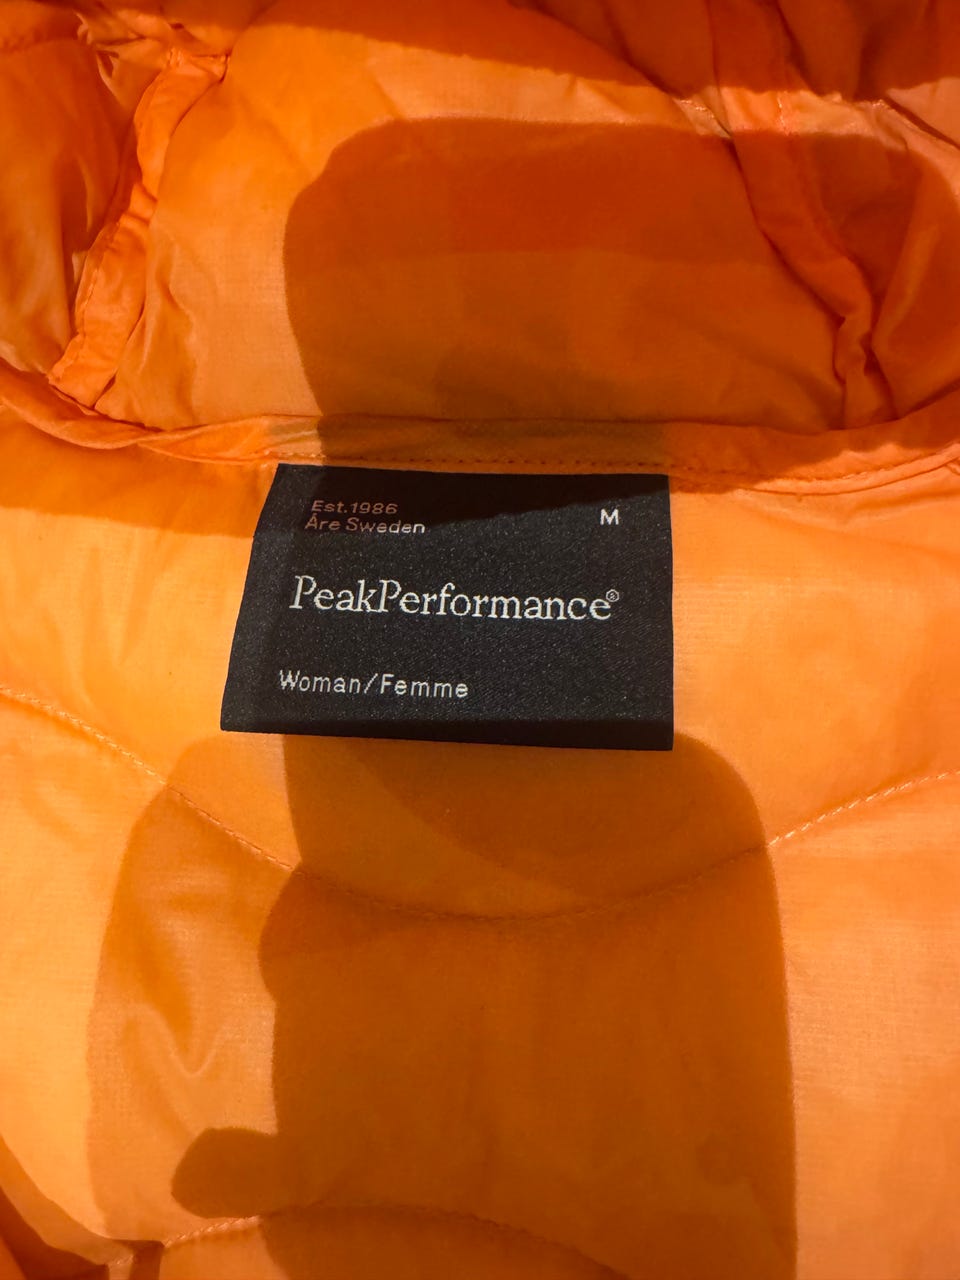 Est.1986
Åre Sweden
M
PeakPerformance®
Woman/Femme